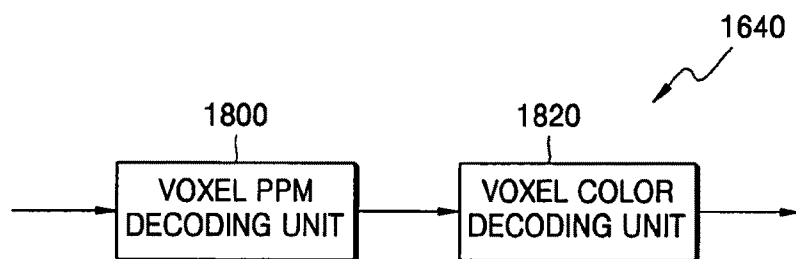 1640
1800
1820
VOXEL PPM
DECODING UNIT
VOXEL COLOR
DECODING UNIT